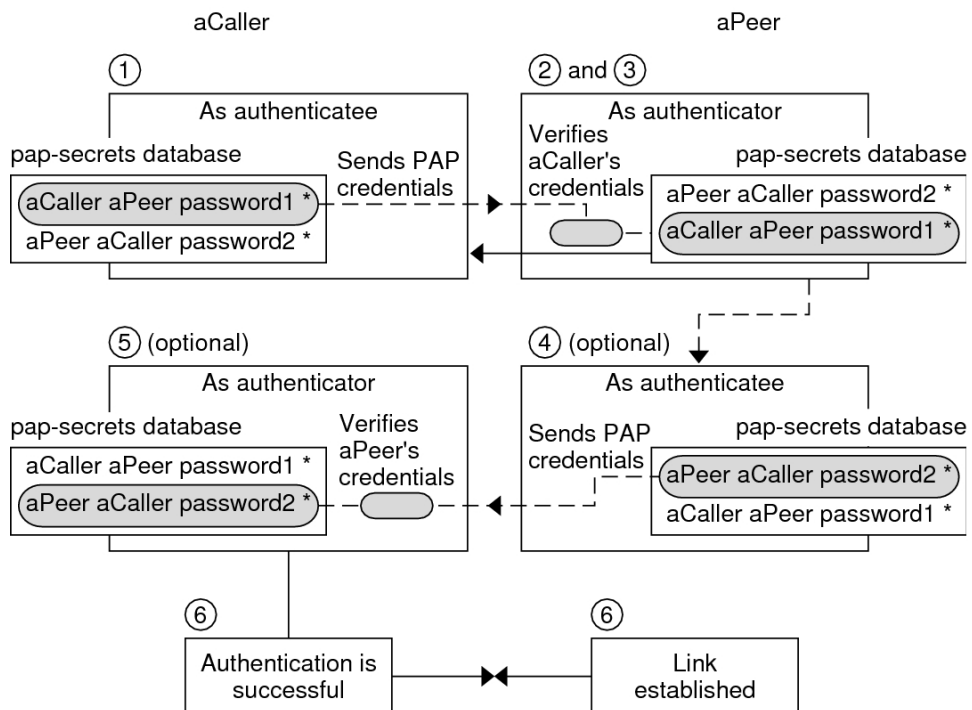 aCaller
aPeer
① 
② and ③
As authenticatee
As authenticator
pap-secrets database
Sends PAP
credentials
Verifies
aCaller's
credentials
pap-secrets database
aCaller aPeer password1 *
aPeer aCaller password2 *
aPeer aCaller password2 *
aCaller aPeer password1 *
⑤ (optional)
④ (optional)
As authenticator
As authenticatee
pap-secrets database
Verifies
aPeer's
credentials
Sends PAP
credentials
pap-secrets database
aCaller aPeer password1 *
aPeer aCaller password2 *
aPeer aCaller password2 *
aCaller aPeer password1 *
⑥
⑥
Authentication is
successful
Link
established